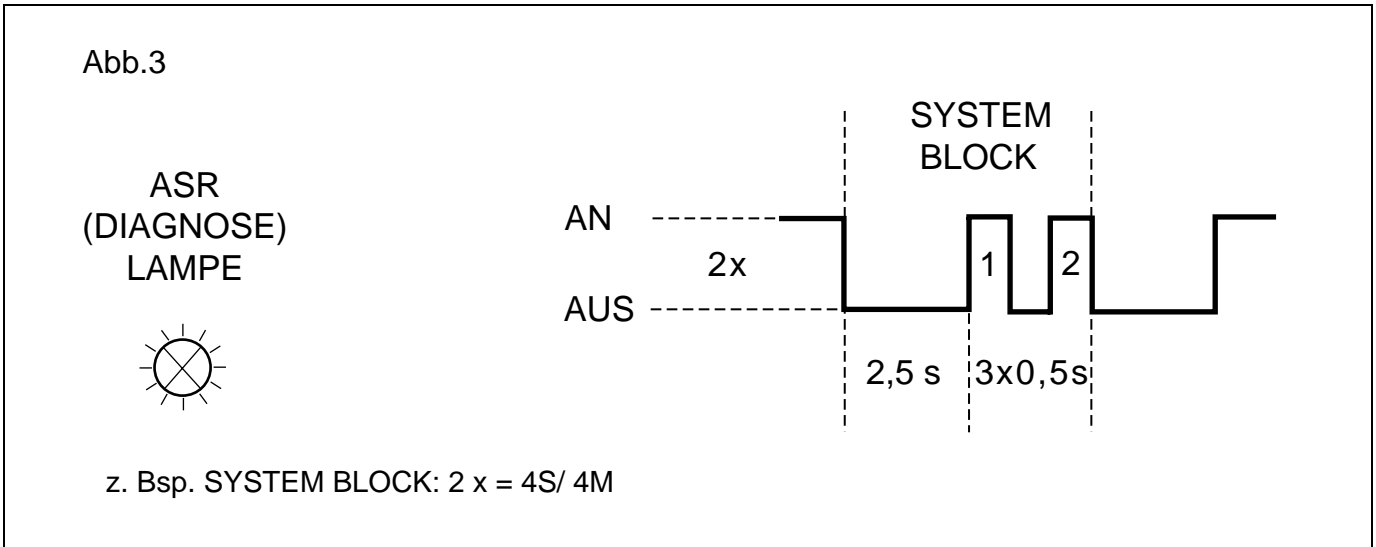 Abb.3
SYSTEM
BLOCK
ASR
(DIAGNOSE)
LAMPE
AN
2x
1
2
AUS
2,5 s
3x0,5s
z. Bsp. SYSTEM BLOCK: 2 x = 4S/ 4M